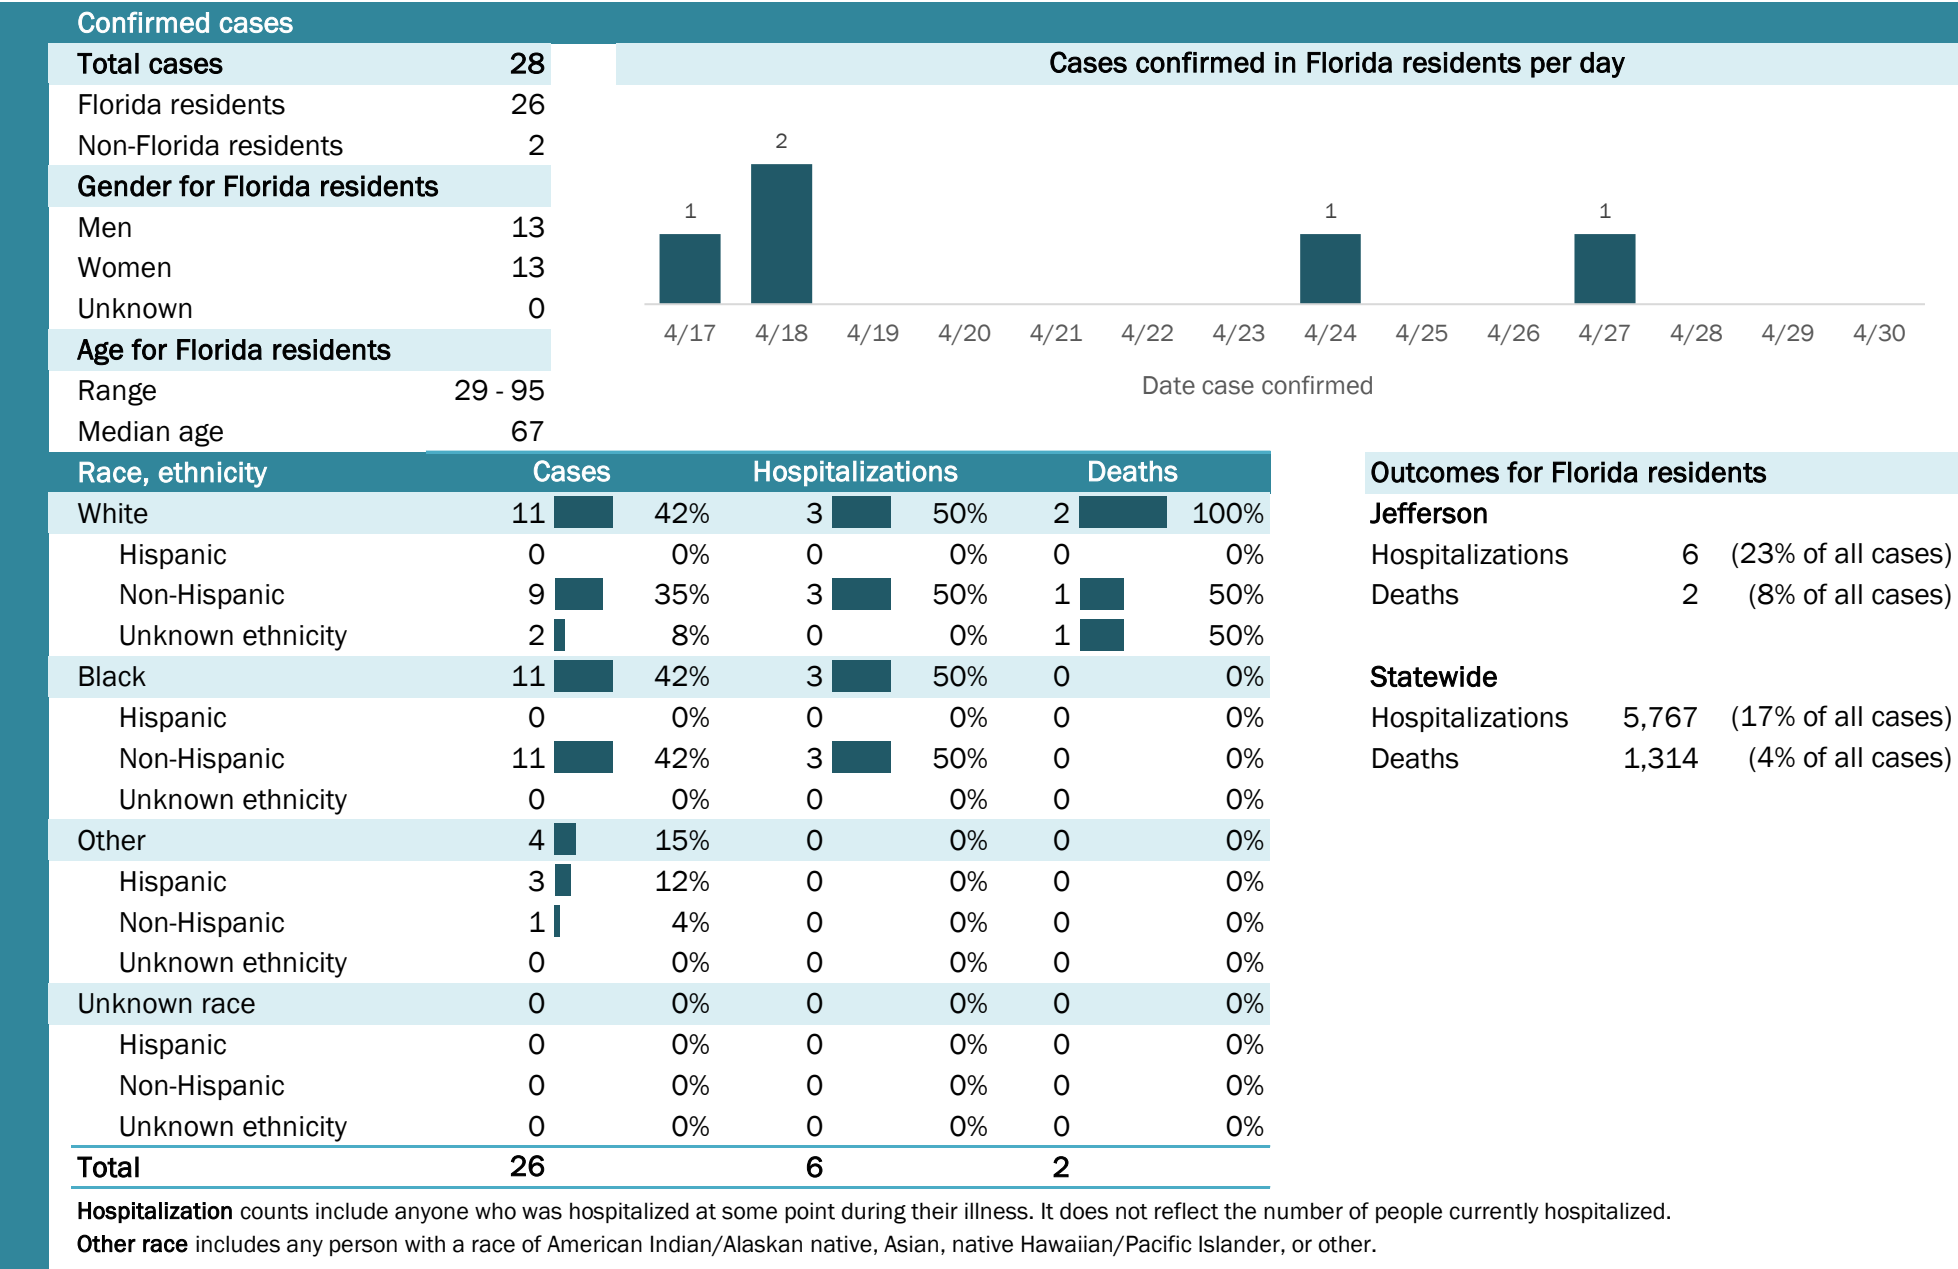 Confirmed cases
Total cases 28
Florida residents 26
Non-Florida residents 2
Gender for Florida residents
Men 13
Women 13
Unknown 0
Age for Florida residents
Range 29 - 95
Median age 67
Cases confirmed in Florida residents per day
2
1 1 1
4/17 4/18 4/19 4/20 4/21 4/22 4/23 4/24 4/25 4/26 4/27 4/28 4/29 4/30
Date case confirmed
Race, ethnicity Cases Hospitalizations Deaths
White 11 42% 3 50% 2 100%
Hispanic 0 0% 0 0% 0 0%
Non-Hispanic 9 35% 3 50% 1 50%
Unknown ethnicity 2 8% 0 0% 1 50%
Black 11 42% 3 50% 0 0%
Hispanic 0 0% 0 0% 0 0%
Non-Hispanic 11 42% 3 50% 0 0%
Unknown ethnicity 0 0% 0 0% 0 0%
Other 4 15% 0 0% 0 0%
Hispanic 3 12% 0 0% 0 0%
Non-Hispanic 1 4% 0 0% 0 0%
Unknown ethnicity 0 0% 0 0% 0 0%
Unknown race 0 0% 0 0% 0 0%
Hispanic 0 0% 0 0% 0 0%
Non-Hispanic 0 0% 0 0% 0 0%
Unknown ethnicity 0 0% 0 0% 0 0%
Total 26 6 2
Outcomes for Florida residents
Jefferson
Hospitalizations 6 (23% of all cases)
Deaths 2 (8% of all cases)
Statewide
Hospitalizations 5,767 (17% of all cases)
Deaths 1,314 (4% of all cases)
Hospitalization counts include anyone who was hospitalized at some point during their illness. It does not reflect the number of people currently hospitalized.
Other race includes any person with a race of American Indian/Alaskan native, Asian, native Hawaiian/Pacific Islander, or other.